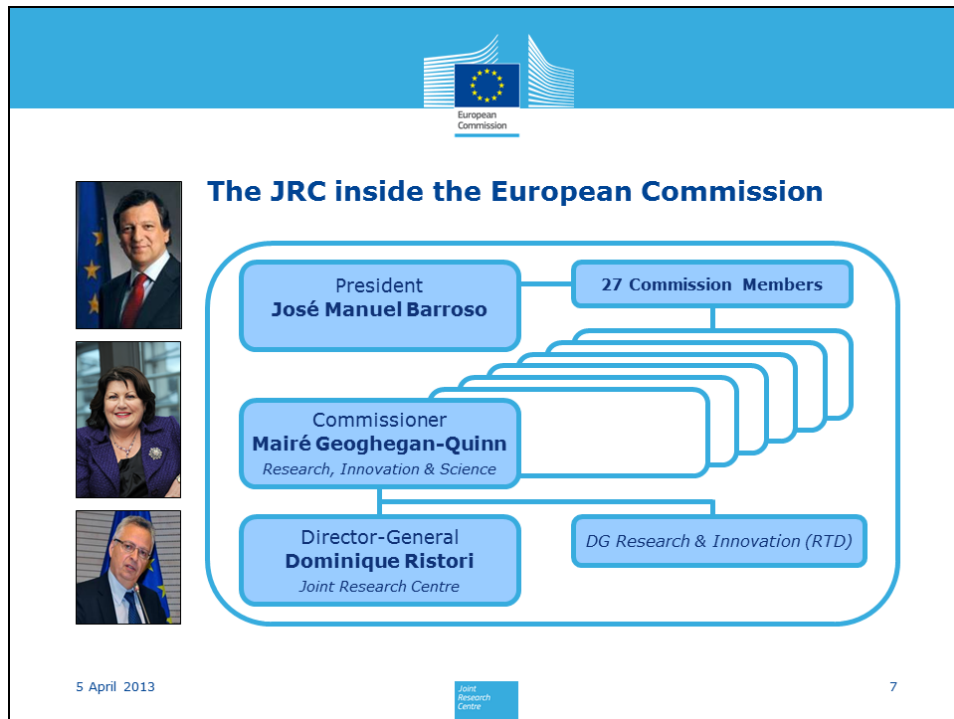 European
Commission
The JRC inside the European Commission
President
José Manuel Barroso
27 Commission Members
Commissioner
Mairé Geoghegan-Quinn
Research, Innovation & Science
Director-General
Dominique Ristori
Joint Research Centre
DG Research & Innovation (RTD)
5 April 2013
Joint
Research
Centre
7